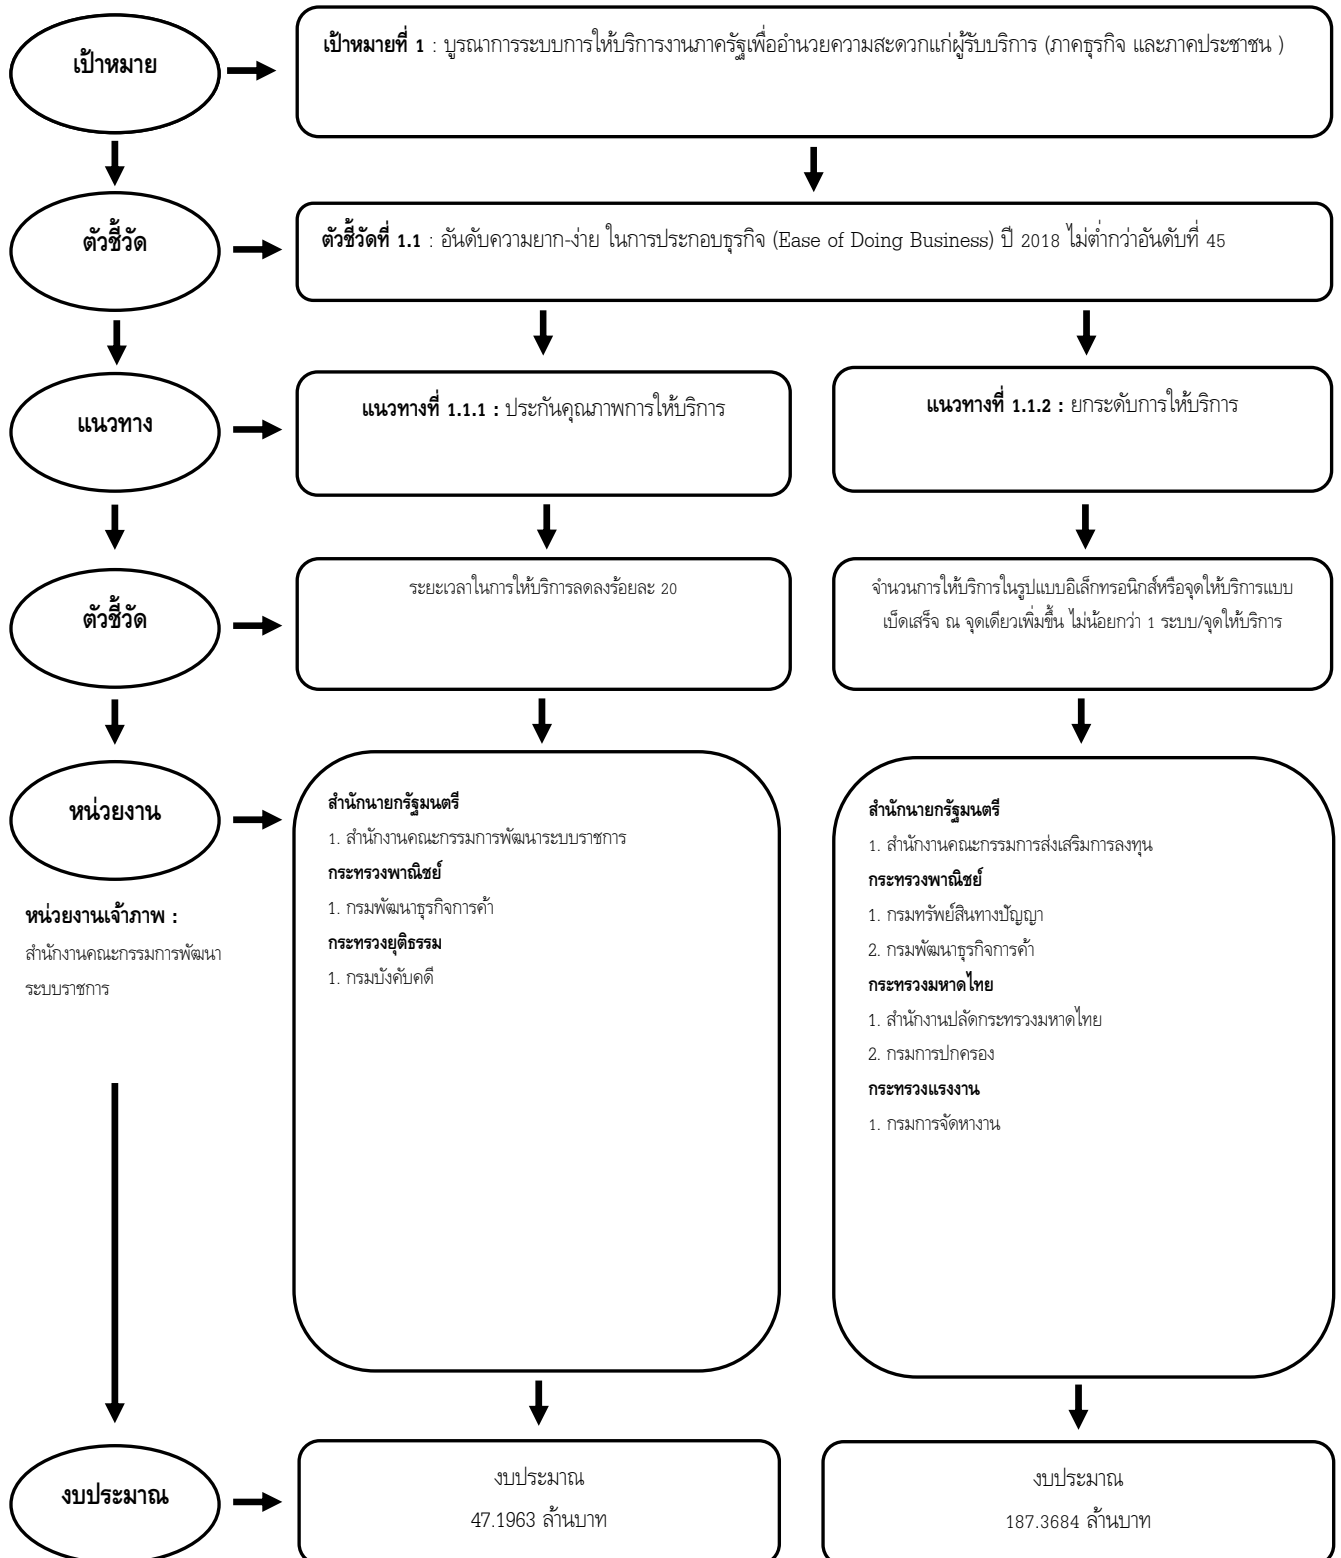 เป้าหมาย
เป้าหมายที่ 1 : บูรณาการระบบการให้บริการงานภาครัฐเพื่ออำนวยความสะดวกแก่ผู้รับบริการ (ภาคธุรกิจ และภาคประชาชน )
ตัวชี้วัด
ตัวชี้วัดที่ 1.1 : อันดับความยาก-ง่าย ในการประกอบธุรกิจ (Ease of Doing Business) ปี 2018 ไม่ต่ำกว่าอันดับที่ 45
แนวทาง
แนวทางที่ 1.1.1 : ประกันคุณภาพการให้บริการ
แนวทางที่ 1.1.2 : ยกระดับการให้บริการ
ตัวชี้วัด
ระยะเวลาในการให้บริการลดลงร้อยละ 20
จำนวนการให้บริการในรูปแบบอิเล็กทรอนิกส์หรือจุดให้บริการแบบ
เบ็ดเสร็จ ณ จุดเดียวเพิ่มขึ้น ไม่น้อยกว่า 1 ระบบ/จุดให้บริการ
หน่วยงาน
หน่วยงานเจ้าภาพ :
สำนักงานคณะกรรมการพัฒนา
ระบบราชการ
สำนักนายกรัฐมนตรี
1. สำนักงานคณะกรรมการพัฒนาระบบราชการ
กระทรวงพาณิชย์
1. กรมพัฒนาธุรกิจการค้า
กระทรวงยุติธรรม
1. กรมบังคับคดี
สำนักนายกรัฐมนตรี
1. สำนักงานคณะกรรมการส่งเสริมการลงทุน
กระทรวงพาณิชย์
1. กรมทรัพย์สินทางปัญญา
2. กรมพัฒนาธุรกิจการค้า
กระทรวงมหาดไทย
1. สำนักงานปลัดกระทรวงมหาดไทย
2. กรมการปกครอง
กระทรวงแรงงาน
1. กรมการจัดหางาน
งบประมาณ
งบประมาณ
47.1963 ล้านบาท
งบประมาณ
187.3684 ล้านบาท